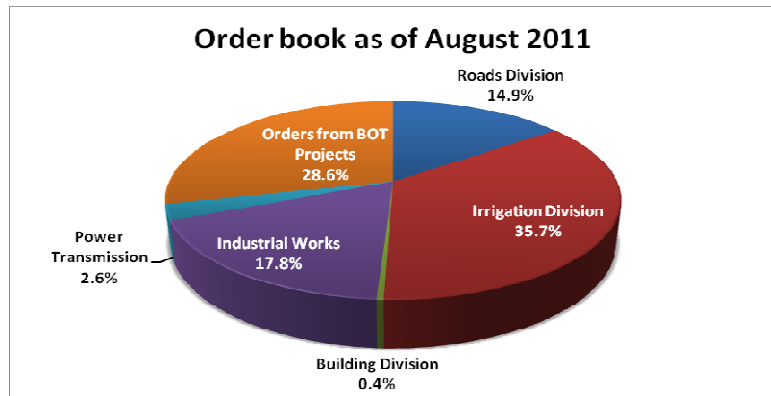 Order book as of August 2011
Roads Division
14.9%
Orders from BOT
Projects
28.6%
Irrigation Division
35.7%
Power
Transmission
2.6%
Industrial Works
17.8%
Building Division
0.4%